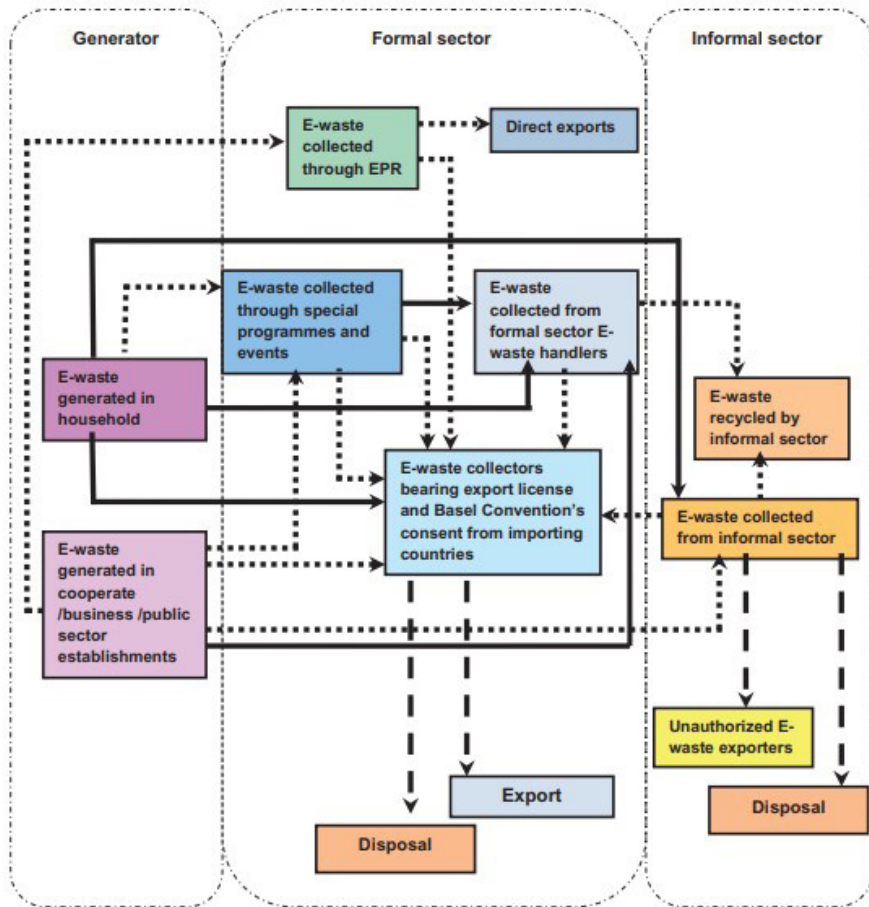 Generator
Formal sector
Informal sector
E-waste
collected
through EPR
Direct exports
E-waste collected
through special
programmes and
events
E-waste
collected from
formal sector E-
waste handlers
E-waste
generated in
household
E-waste
recycled by
informal sector
E-waste collectors
bearing export license
and Basel Convention's
consent from importing
countries
E-waste collected
from informal sector
E-waste
generated in
cooperate
/business /public
sector
establishments
Unauthorized E-
waste exporters
Export
Disposal
Disposal